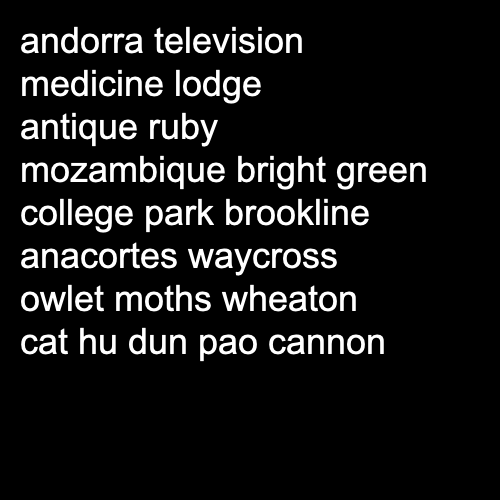 andorra television
medicine lodge
antique ruby
mozambique bright green
college park brookline
anacortes waycross
owlet moths wheaton
cat hu dun pao cannon